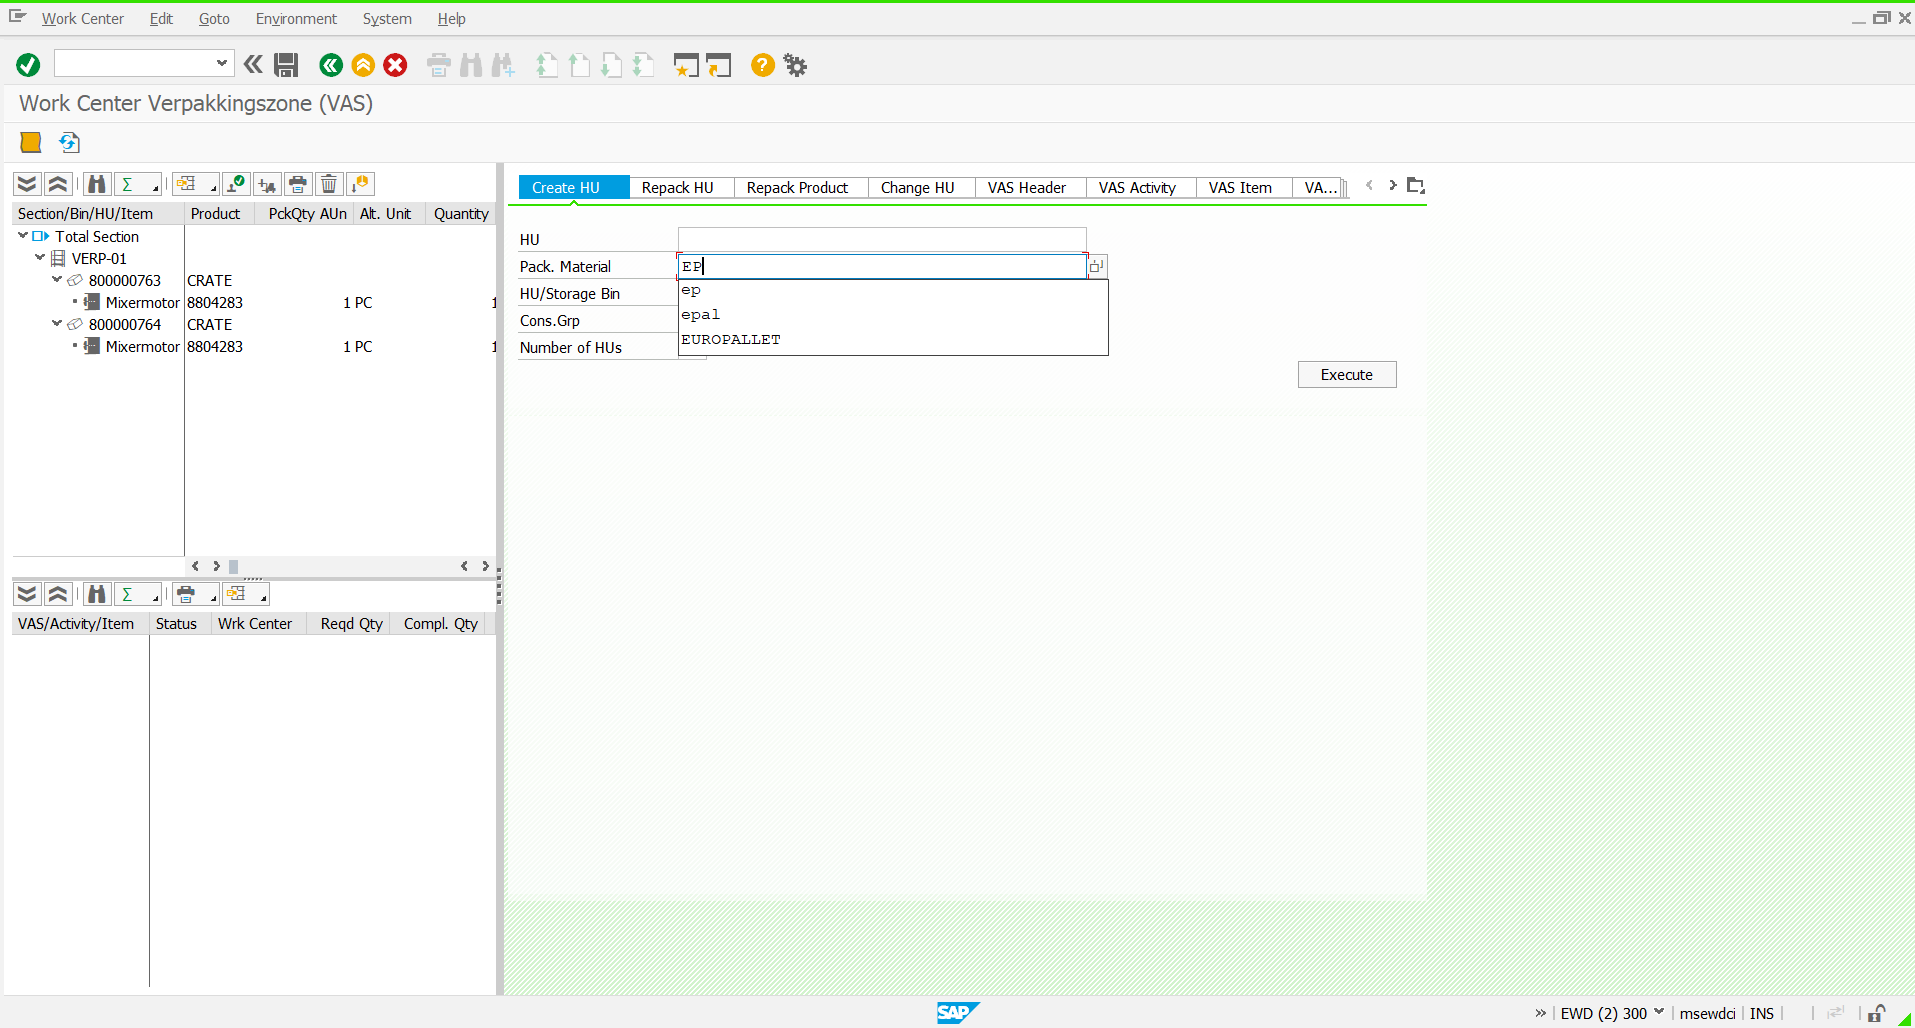 Work Center Edit Goto Environment System Help
Work Center Verpakkingszone (VAS)
Section/Bin/HU/Item Product PckQty AUn Alt. Unit Quantity
Total Section
VERP-01
800000763 CRATE
Mixermotor 8804283 1 PC 1
800000764 CRATE
Mixermotor 8804283 1 PC 1
VAS/Activity/Item Status Wrk Center Reqd Qty Compl. Qty
Create HU Repack HU Repack Product Change HU VAS Header VAS Activity VAS Item VA...
HU
Pack. Material EP
ep
HU/Storage Bin
epal
Cons.Grp
EUROPALLET
Number of HUs
Execute
SAP
EWD (2) 300 msewdci INS